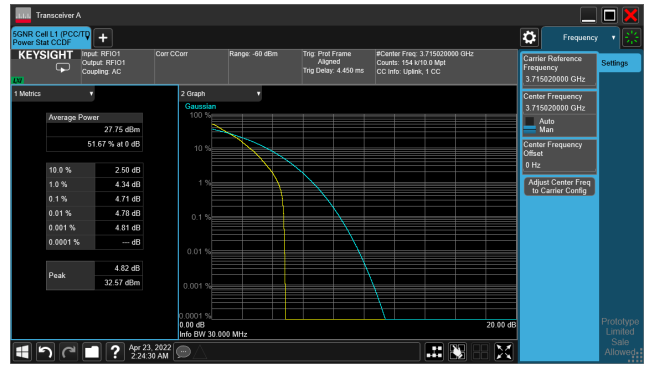 Transceiver A
5GNR Cell L1 (PCC/TD
Power Stat CCDF
Frequency
KEYSIGHT
Input: RFIO1
Output: RFIO1
Coupling: AC
Corr CCorr
Range: -60 dBm
Trig: Prot Frame
Aligned
Trig Delay: 4.450 ms
#Center Freq: 3.715020000 GHz
Counts: 154 k/10.0 Mpt
CC Info: Uplink, 1 CC
LXI
Carrier Reference
Frequency
3.715020000 GHz
Settings
Center Frequency
3.715020000 GHz
Auto
Man
Center Frequency
Offset
0 Hz
Adjust Center Freq
to Carrier Config
1 Metrics
Average Power
27.75 dBm
51.67 % at 0 dB
10.0 % 2.50 dB
1.0 % 4.34 dB
0.1 % 4.71 dB
0.01 % 4.78 dB
0.001 % 4.81 dB
0.0001 % --- dB
Peak
4.82 dB
32.57 dBm
2 Graph
Gaussian
100 %
10 %
1 %
0.1 %
0.01 %
0.001 %
0.0001 %
0.00 dB
20.00 dB
Info BW 30.000 MHz
Prototype
Limited
Sale
Allowed
?
Apr 23, 2022
2:24:30 AM